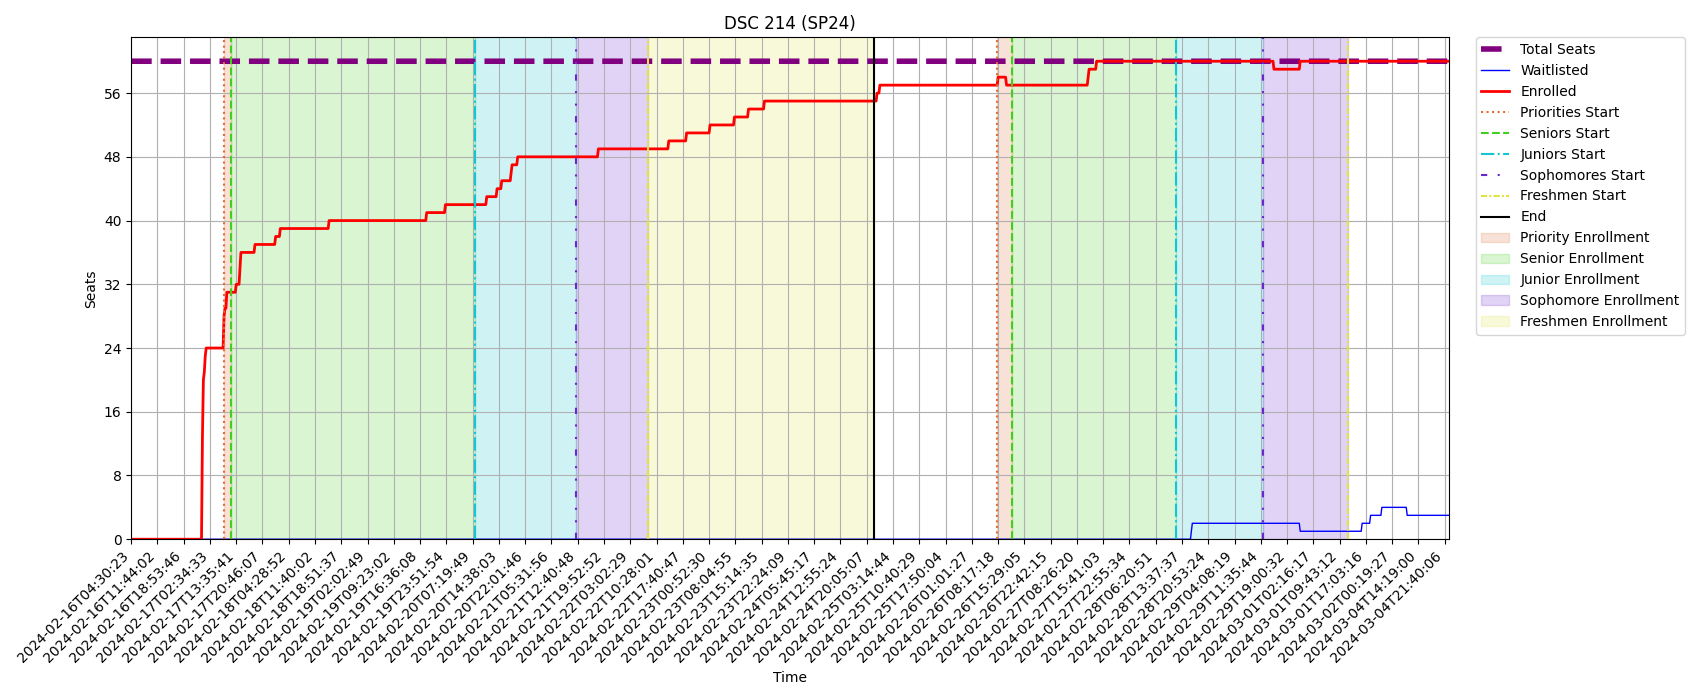 DSC 214 (SP24)
Total Seats
Waitlisted
Enrolled
Priorities Start
Seniors Start
Juniors Start
Sophomores Start
Freshmen Start
End
Priority Enrollment
Senior Enrollment
Junior Enrollment
Sophomore Enrollment
Freshmen Enrollment
Seats
56
48
40
32
24
16
8
0
2024-02-16T04:30:23
2024-02-16T11:44:02
2024-02-16T18:53:46
2024-02-17T02:34:33
2024-02-17T13:35:41
2024-02-17T20:46:07
2024-02-18T04:28:52
2024-02-18T11:40:02
2024-02-18T18:51:37
2024-02-19T02:02:49
2024-02-19T09:23:02
2024-02-19T16:36:08
2024-02-19T23:51:54
2024-02-20T07:19:49
2024-02-20T14:38:03
2024-02-20T22:01:46
2024-02-21T05:31:56
2024-02-21T12:40:48
2024-02-21T19:52:52
2024-02-22T03:02:29
2024-02-22T10:28:01
2024-02-22T17:40:47
2024-02-23T00:52:30
2024-02-23T08:04:55
2024-02-23T15:14:35
2024-02-23T22:24:09
2024-02-24T05:45:17
2024-02-24T12:55:24
2024-02-24T20:05:07
2024-02-25T03:14:44
2024-02-25T10:40:29
2024-02-25T17:50:04
2024-02-26T01:01:27
2024-02-26T08:17:18
2024-02-26T15:29:05
2024-02-26T22:42:15
2024-02-27T08:26:20
2024-02-27T15:41:03
2024-02-27T22:55:34
2024-02-28T06:20:51
2024-02-28T13:37:37
2024-02-28T20:53:24
2024-02-29T04:08:19
2024-02-29T11:35:44
2024-02-29T19:00:32
2024-03-01T02:16:17
2024-03-01T09:43:12
2024-03-01T17:03:16
2024-03-02T00:19:27
2024-03-04T14:19:00
2024-03-04T21:40:06
Time